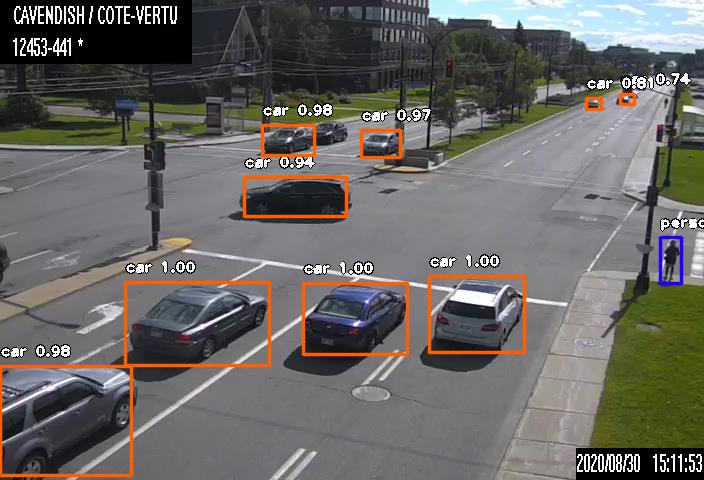 CAVENDISH / COTE-VERTU
12453-441 *
car 0.81
0.74
car 0.98
car 0.97
car 0.94
perso
car 1.00
car 1.00
car 1.00
car 0.98
2020/08/30 15:11:53